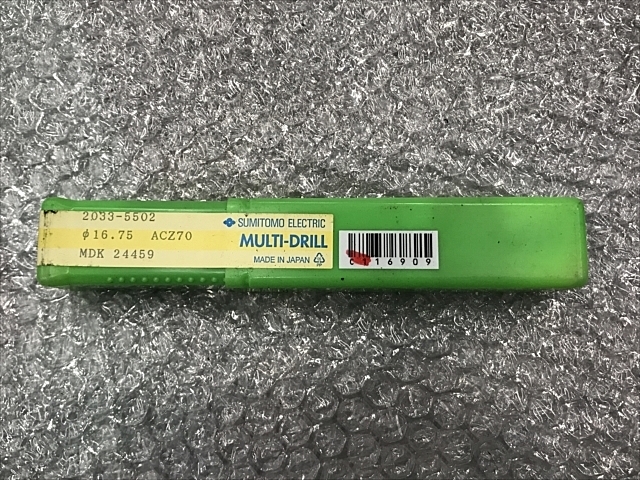 2033-5502
φ16.75 ACZ70
MDK 24459
SUMITOMO ELECTRIC
MULTI-DRILL
MADE IN JAPAN
16909